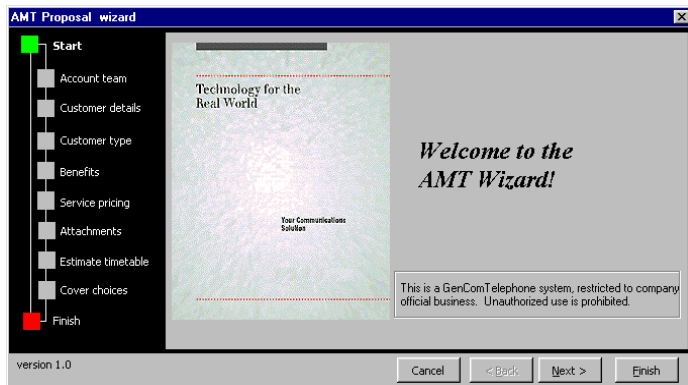 AMT Proposal wizard
Start
Account team
Customer details
Customer type
Benefits
Service pricing
Attachments
Estimate timetable
Cover choices
Finish
Technology for the
Real World
Your Communications
Solution
Welcome to the
AMT Wizard!
This is a GenComTelephone system, restricted to company
official business. Unauthorized use is prohibited.
version 1.0
Cancel
< Back
Next >
Finish